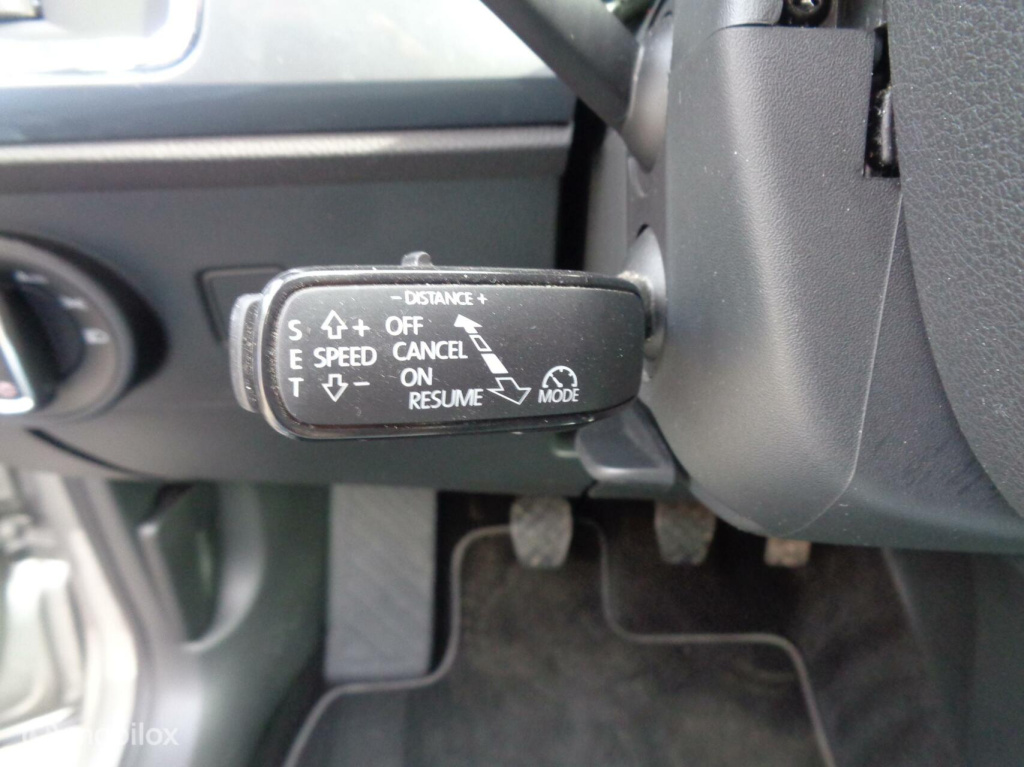 - DISTANCE +
S + OFF
E SPEED CANCEL
T - ON
RESUME MODE